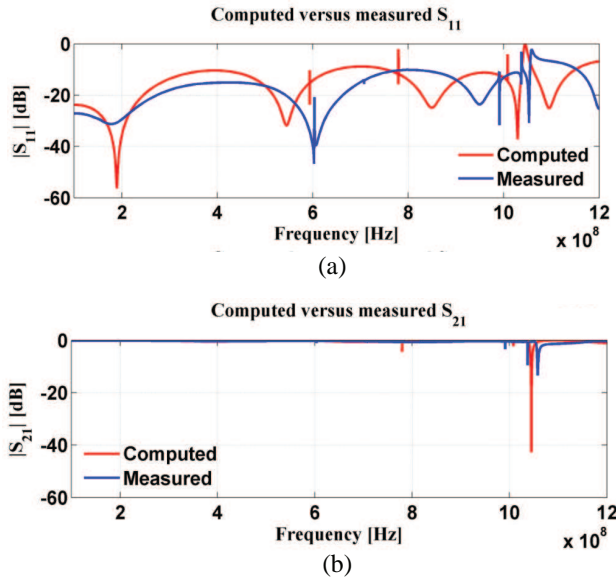 Computed versus measured S11
|S11| [dB]
0
-20
-40
-60
Computed
Measured
2 4 6 8 10 12
Frequency [Hz]
x 10^8
(a)
Computed versus measured S21
|S21| [dB]
0
-20
-40
-60
Computed
Measured
2 4 6 8 10 12
Frequency [Hz]
x 10^8
(b)